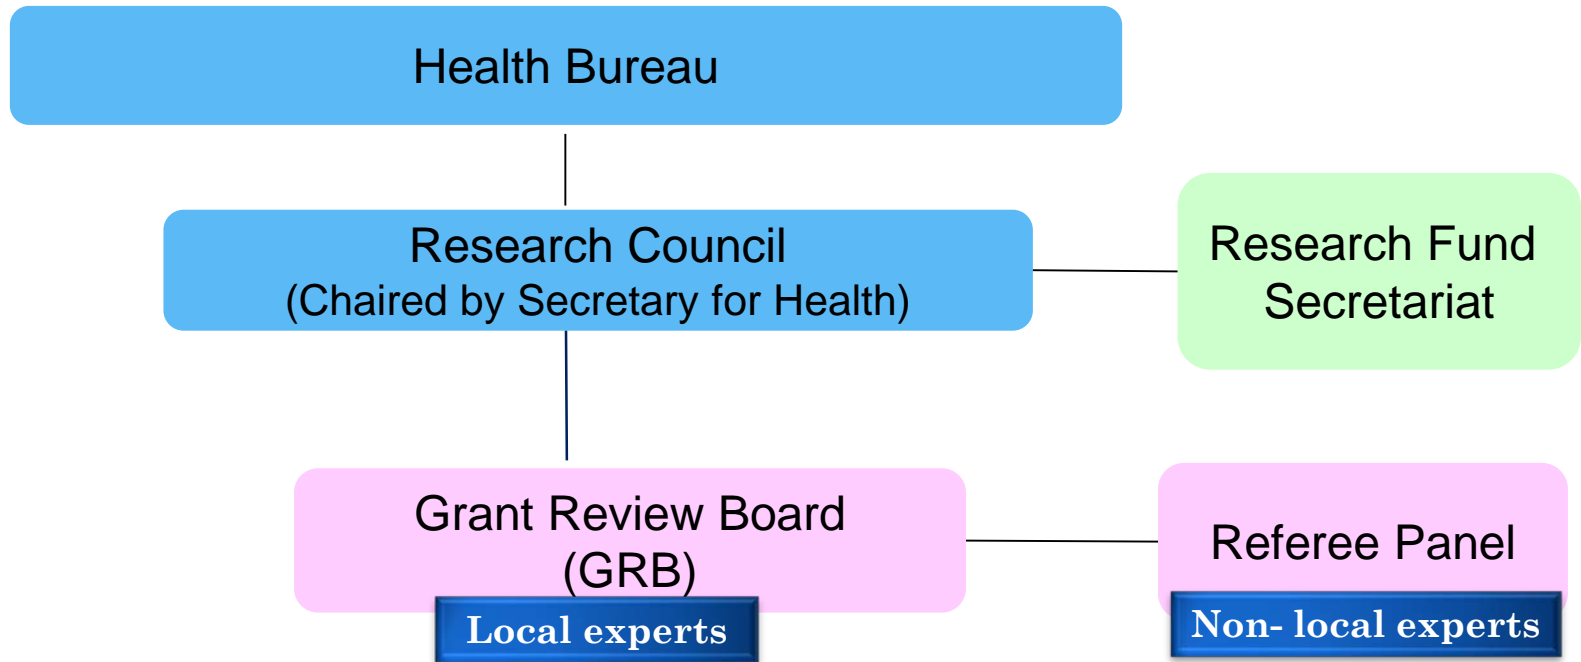 Health Bureau
Research Council
(Chaired by Secretary for Health)
Research Fund
Secretariat
Grant Review Board
(GRB)
Local experts
Referee Panel
Non- local experts